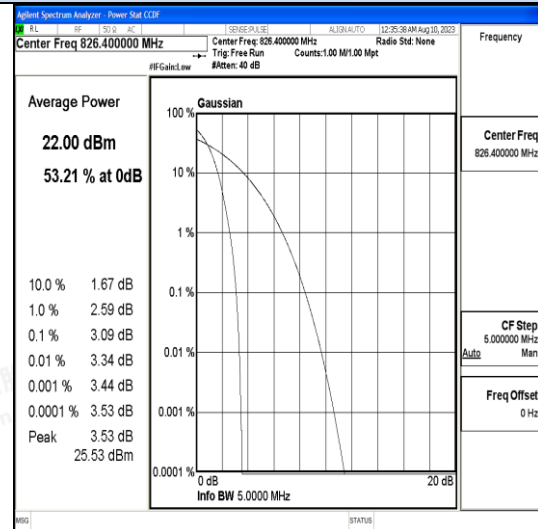 Agilent Spectrum Analyzer - Power Stat CCDF
RL RF 50 Ω AC SENSE:PULSE ALIGN AUTO 12:35:38 AM Aug 10, 2023
Center Freq 826.400000 MHz
Center Freq: 826.400000 MHz Radio Std: None
Trig: Free Run Counts:1.00 M/1.00 Mpt
#IFGain:Low #Atten: 40 dB
Frequency
Average Power
22.00 dBm
53.21 % at 0dB
10.0 % 1.67 dB
1.0 % 2.59 dB
0.1 % 3.09 dB
0.01 % 3.34 dB
0.001 % 3.44 dB
0.0001 % 3.53 dB
Peak 3.53 dB
25.53 dBm
Gaussian
100 %
10 %
1 %
0.1 %
0.01 %
0.001 %
0.0001 %
0 dB 20 dB
Info BW 5.0000 MHz
Center Freq
826.400000 MHz
CF Step
5.000000 MHz
Auto Man
Freq Offset
0 Hz
MSG STATUS